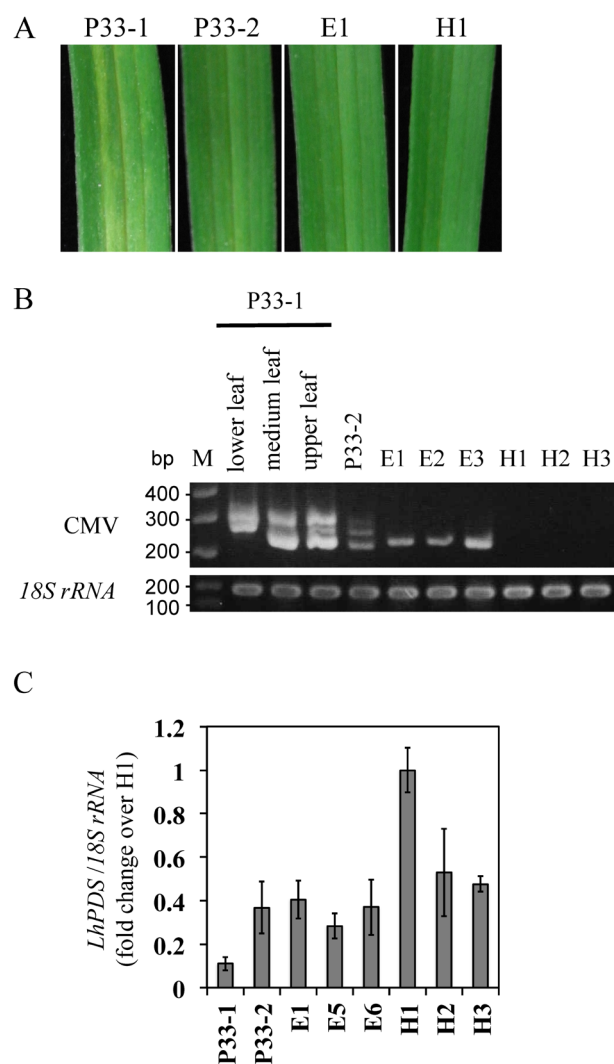 A
P33-1 P33-2 E1 H1
B
P33-1
lower leaf
medium leaf
upper leaf
P33-2
bp M E1 E2 E3 H1 H2 H3
400
CMV 300
200
18S rRNA 200
100
C
LhPDS /18S rRNA
(fold change over H1)
1.2
1
0.8
0.6
0.4
0.2
0
P33-1
P33-2
E1
E5
E6
H1
H2
H3